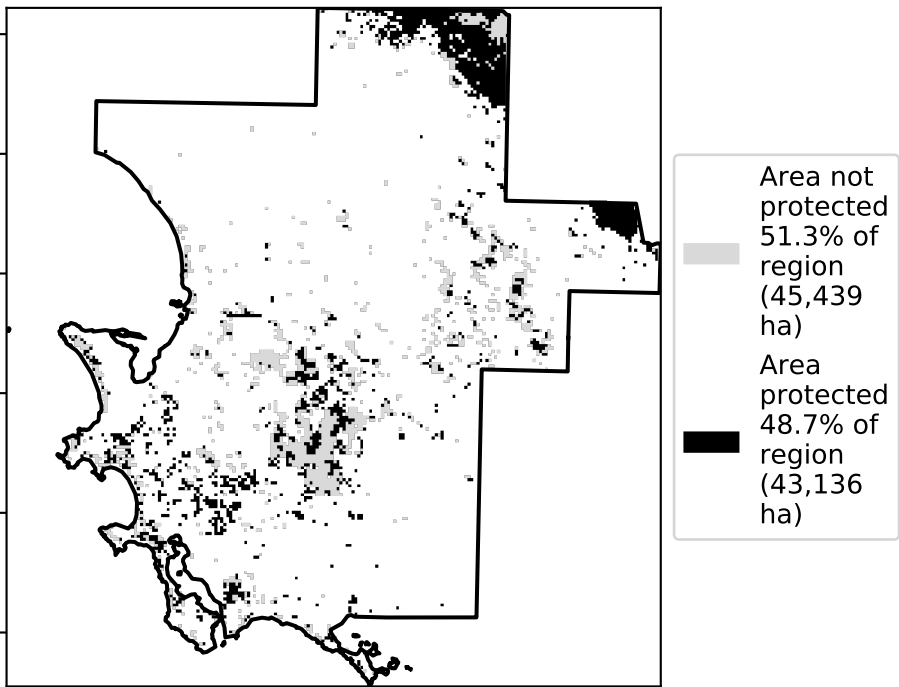 Area not
protected
51.3% of
region
(45,439
ha)
Area
protected
48.7% of
region
(43,136
ha)